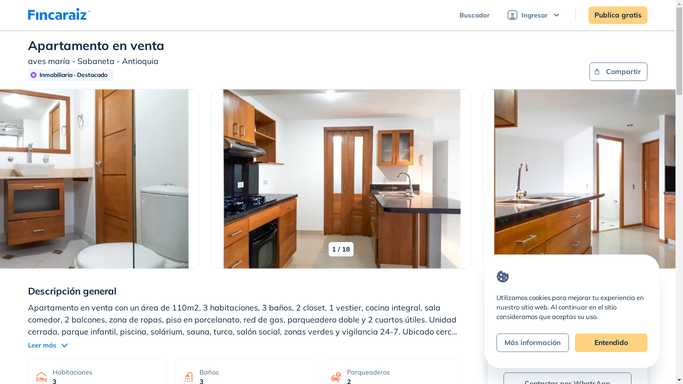 Fincaraiz
Buscador
Ingresar
Publica gratis
Apartamento en venta
aves maría - Sabaneta - Antioquia
Inmobiliaria · Destacado
Compartir
1 / 18
Descripción general
Apartamento en venta con un área de 110m2, 3 habitaciones, 3 baños, 2 closet, 1 vestier, cocina integral, sala
comedor, 2 balcones, zona de ropas, piso en porcelanato, red de gas, parqueadero doble y 2 cuartos útiles. Unidad
cerrada, parque infantil, piscina, solárium, sauna, turco, salón social, zonas verdes y vigilancia 24-7. Ubicado cerc...
Leer más
Habitaciones
3
Baños
3
Parqueaderos
2
Utilizamos cookies para mejorar tu experiencia en
nuestro sitio web. Al continuar en el sitio
consideramos que aceptas su uso.
Más información
Entendido
Contactar por WhatsApp